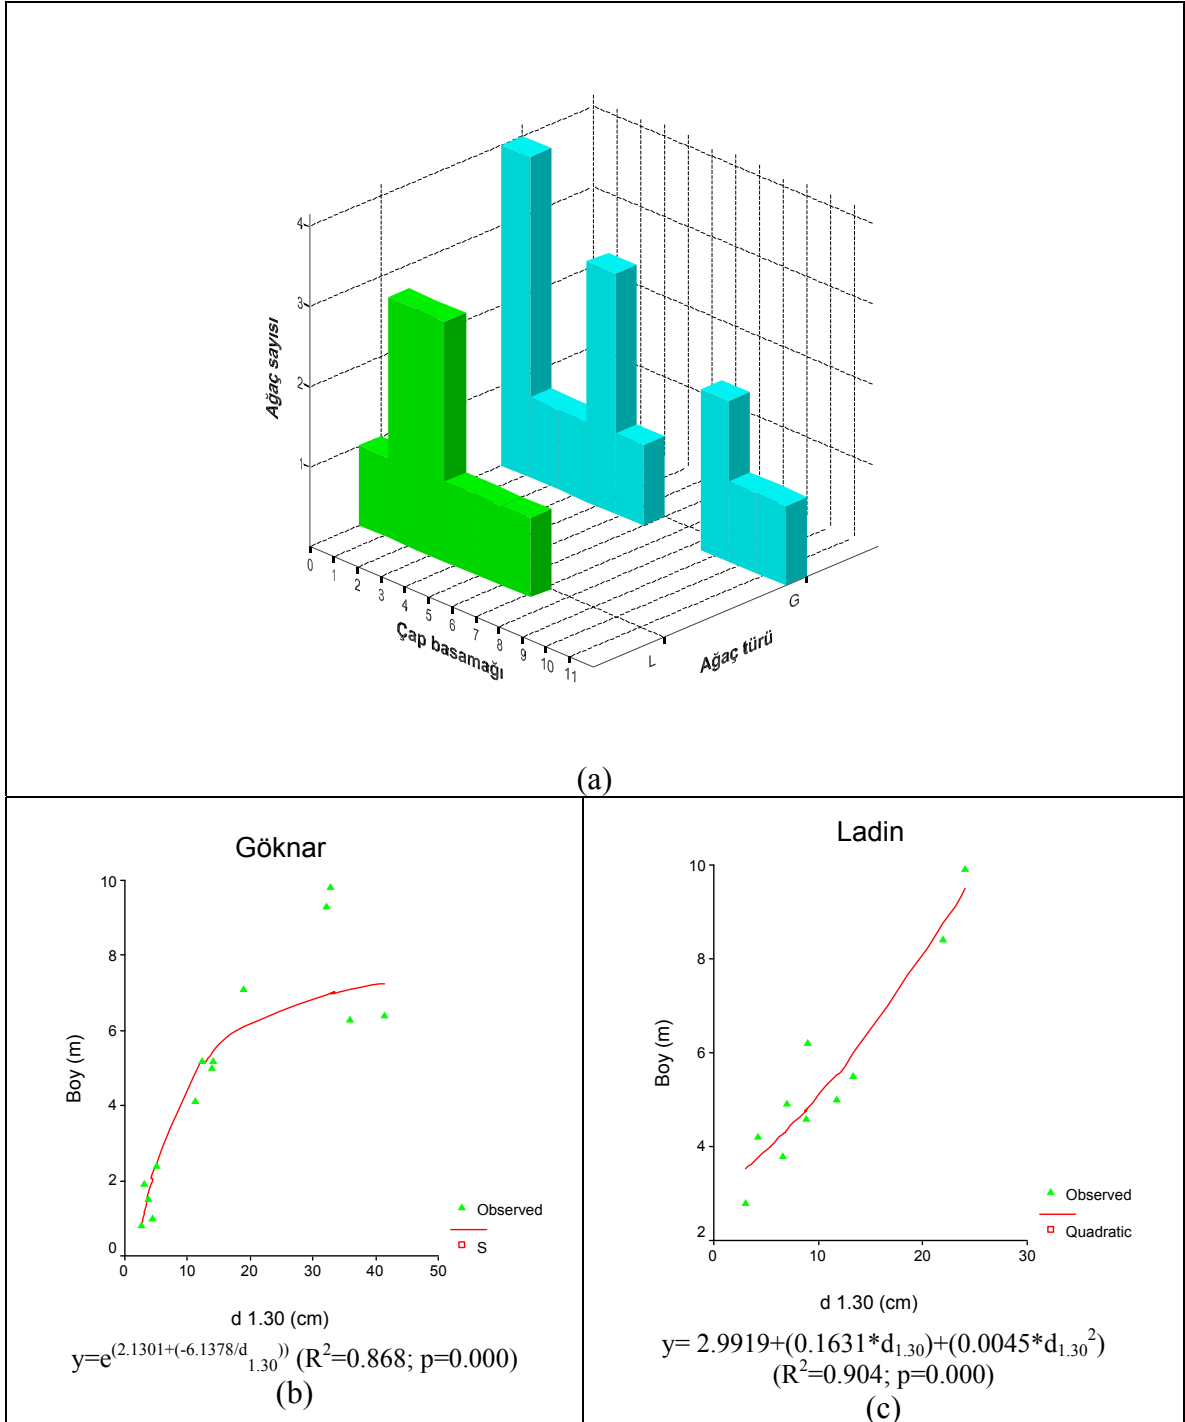 4
3
2
1
Ağaç sayısı
0
1
2
3
4
5
6
7
8
9
10
11
Çap basamağı
L
G
Ağaç türü
(a)
Göknar
10
8
6
4
2
0
Boy (m)
0 10 20 30 40 50
d 1.30 (cm)
Observed
S
y=e^(2.1301+(-6.1378/d_1.30)) (R²=0.868; p=0.000)
(b)
Ladin
10
8
6
4
2
Boy (m)
0 10 20 30
d 1.30 (cm)
Observed
Quadratic
y= 2.9919+(0.1631*d_1.30)+(0.0045*d_1.30²)
(R²=0.904; p=0.000)
(c)